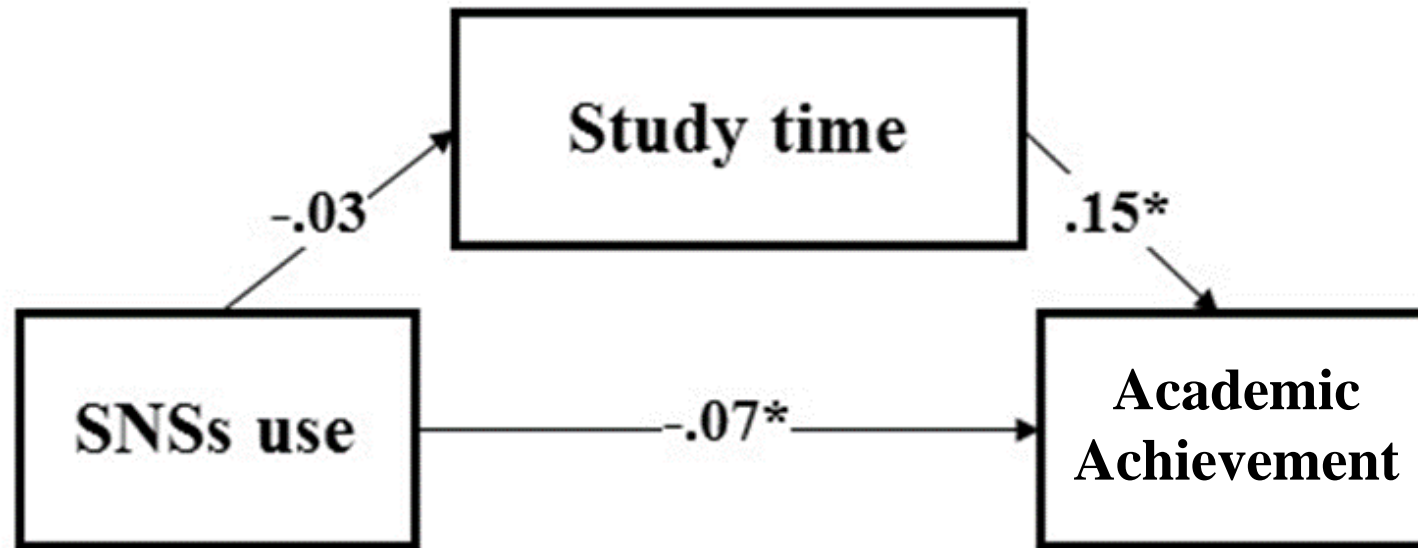 Study time
-.03
.15*
SNSs use
-.07*
Academic
Achievement